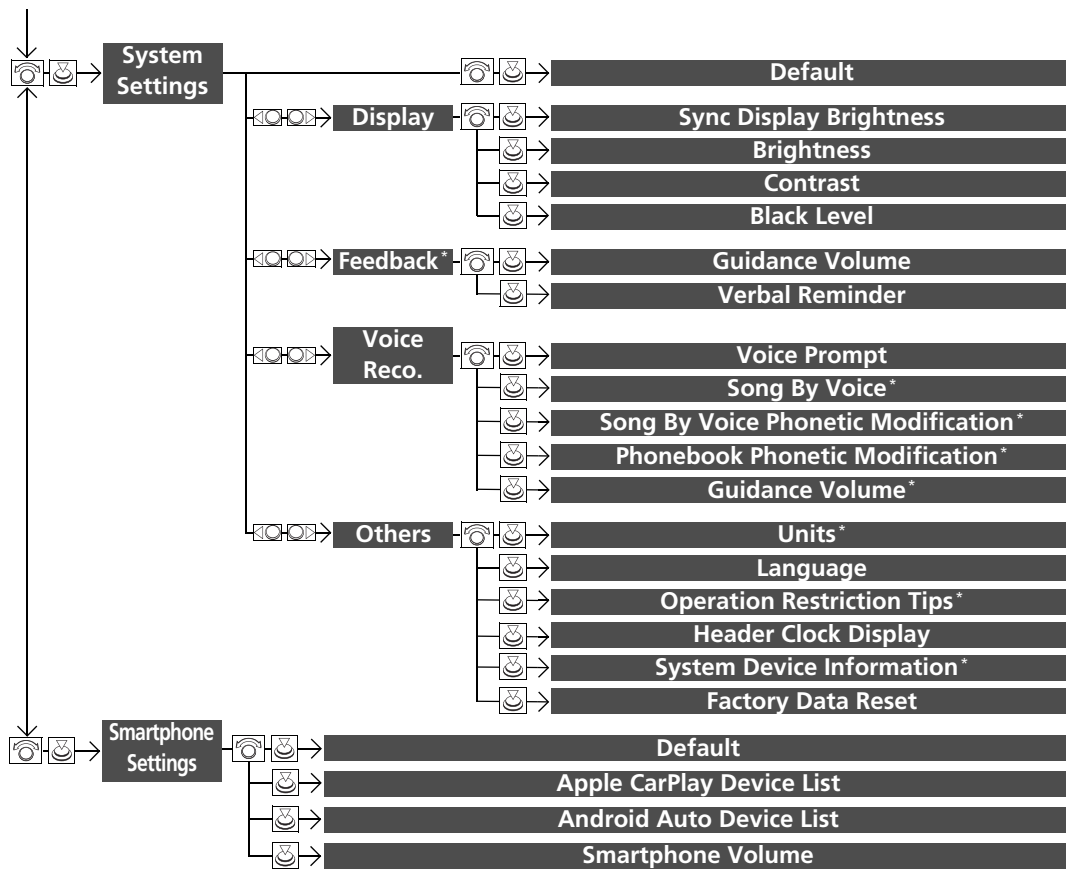 System
Settings
Default
Display
Sync Display Brightness
Brightness
Contrast
Black Level
Feedback*
Guidance Volume
Verbal Reminder
Voice
Reco.
Voice Prompt
Song By Voice*
Song By Voice Phonetic Modification*
Phonebook Phonetic Modification*
Guidance Volume*
Others
Units*
Language
Operation Restriction Tips*
Header Clock Display
System Device Information*
Factory Data Reset
Smartphone
Settings
Default
Apple CarPlay Device List
Android Auto Device List
Smartphone Volume